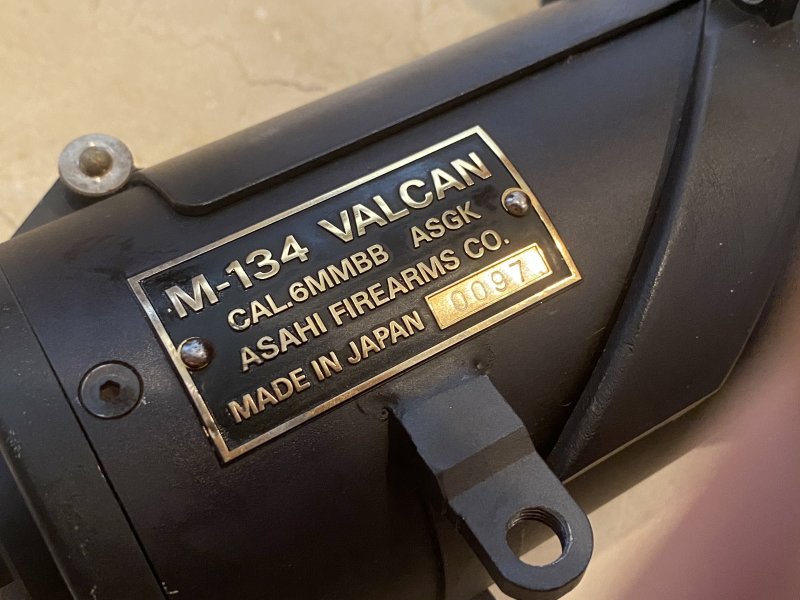 M-134 VALCAN
CAL.6MMBB ASGK
ASAHI FIREARMS CO.
MADE IN JAPAN 0097